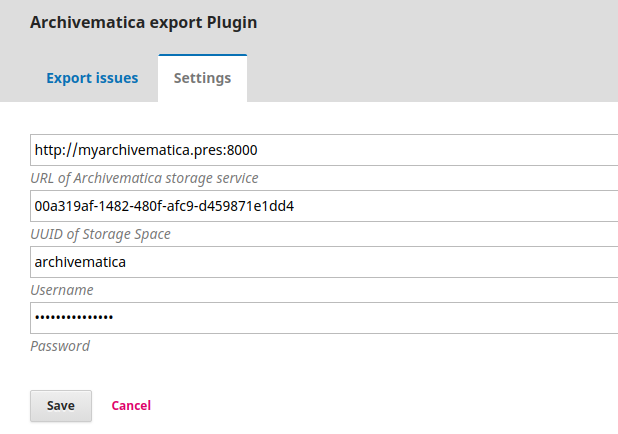 Archivematica export Plugin
Export issues Settings
http://myarchivematica.pres:8000
URL of Archivematica storage service
00a319af-1482-480f-afc9-d459871e1dd4
UUID of Storage Space
archivematica
Username
•••••••••••••••
Password
Save Cancel